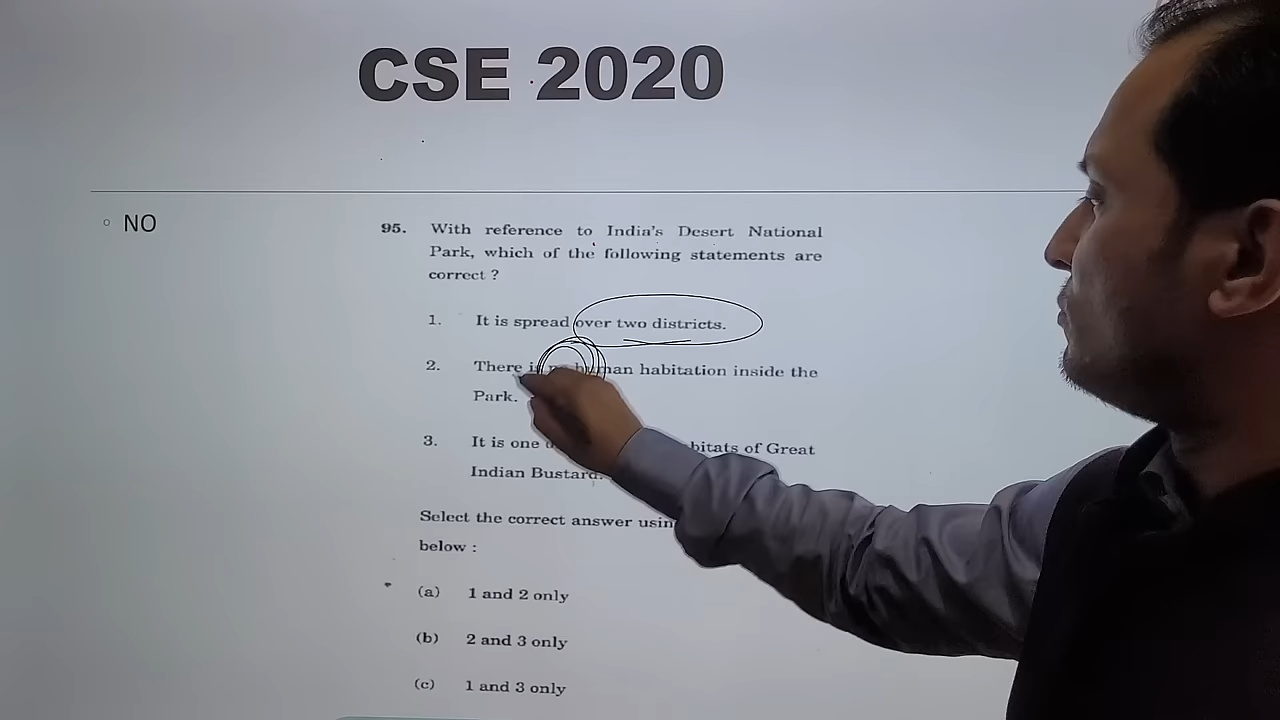 CSE 2020
NO
95. With reference to India's Desert National
Park, which of the following statements are
correct ?
1. It is spread over two districts.
2. There human habitation inside the
Park.
3. It is one of Great
Indian Bustard.
Select the correct answer
below :
(a) 1 and 2 only
(b) 2 and 3 only
(c) 1 and 3 only